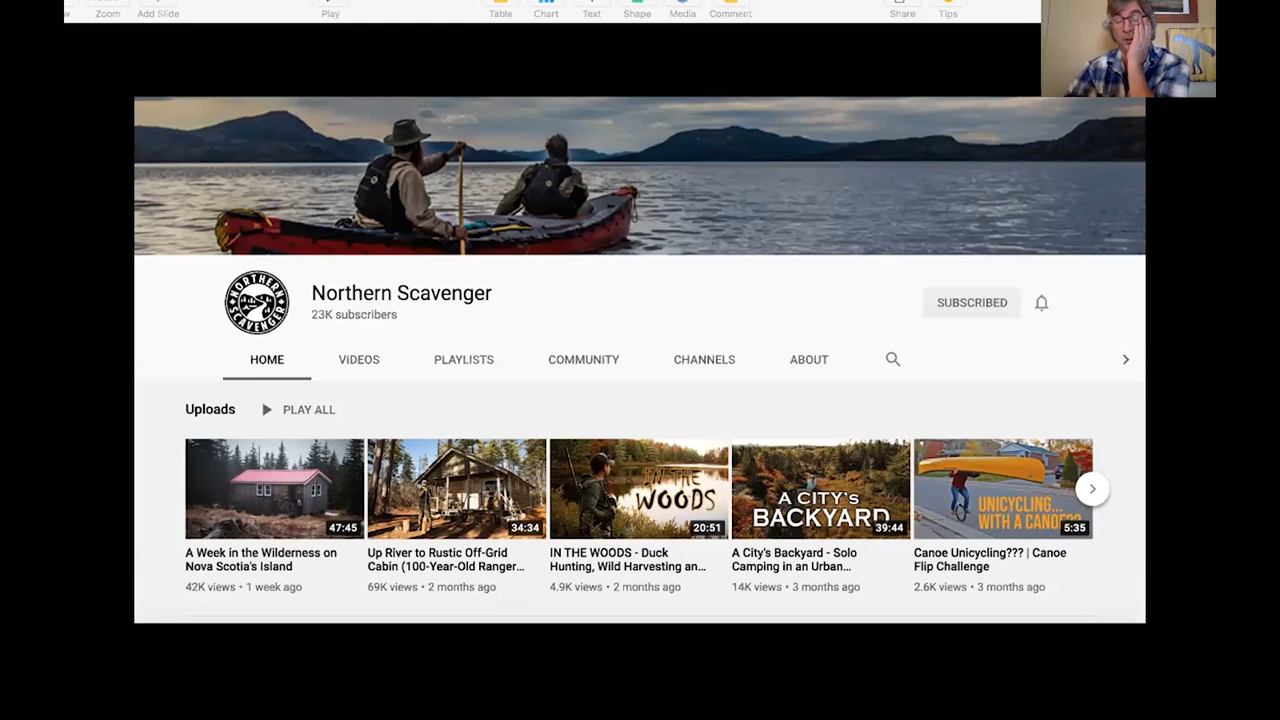 Zoom Add Slide Play Table Chart Text Shape Media Comment Share Tips
NORTHERN
SCAVENGER
Northern Scavenger
23K subscribers
SUBSCRIBED
HOME VIDEOS PLAYLISTS COMMUNITY CHANNELS ABOUT
Uploads PLAY ALL
47:45
34:34
IN THE
WOODS
20:51
A CITY'S
BACKYARD
39:44
UNICYCLING...
WITH A CANOE
5:35
A Week in the Wilderness on
Nova Scotia's Island
42K views • 1 week ago
Up River to Rustic Off-Grid
Cabin (100-Year-Old Ranger...
69K views • 2 months ago
IN THE WOODS - Duck
Hunting, Wild Harvesting an...
4.9K views • 2 months ago
A City's Backyard - Solo
Camping in an Urban...
14K views • 3 months ago
Canoe Unicycling??? | Canoe
Flip Challenge
2.6K views • 3 months ago